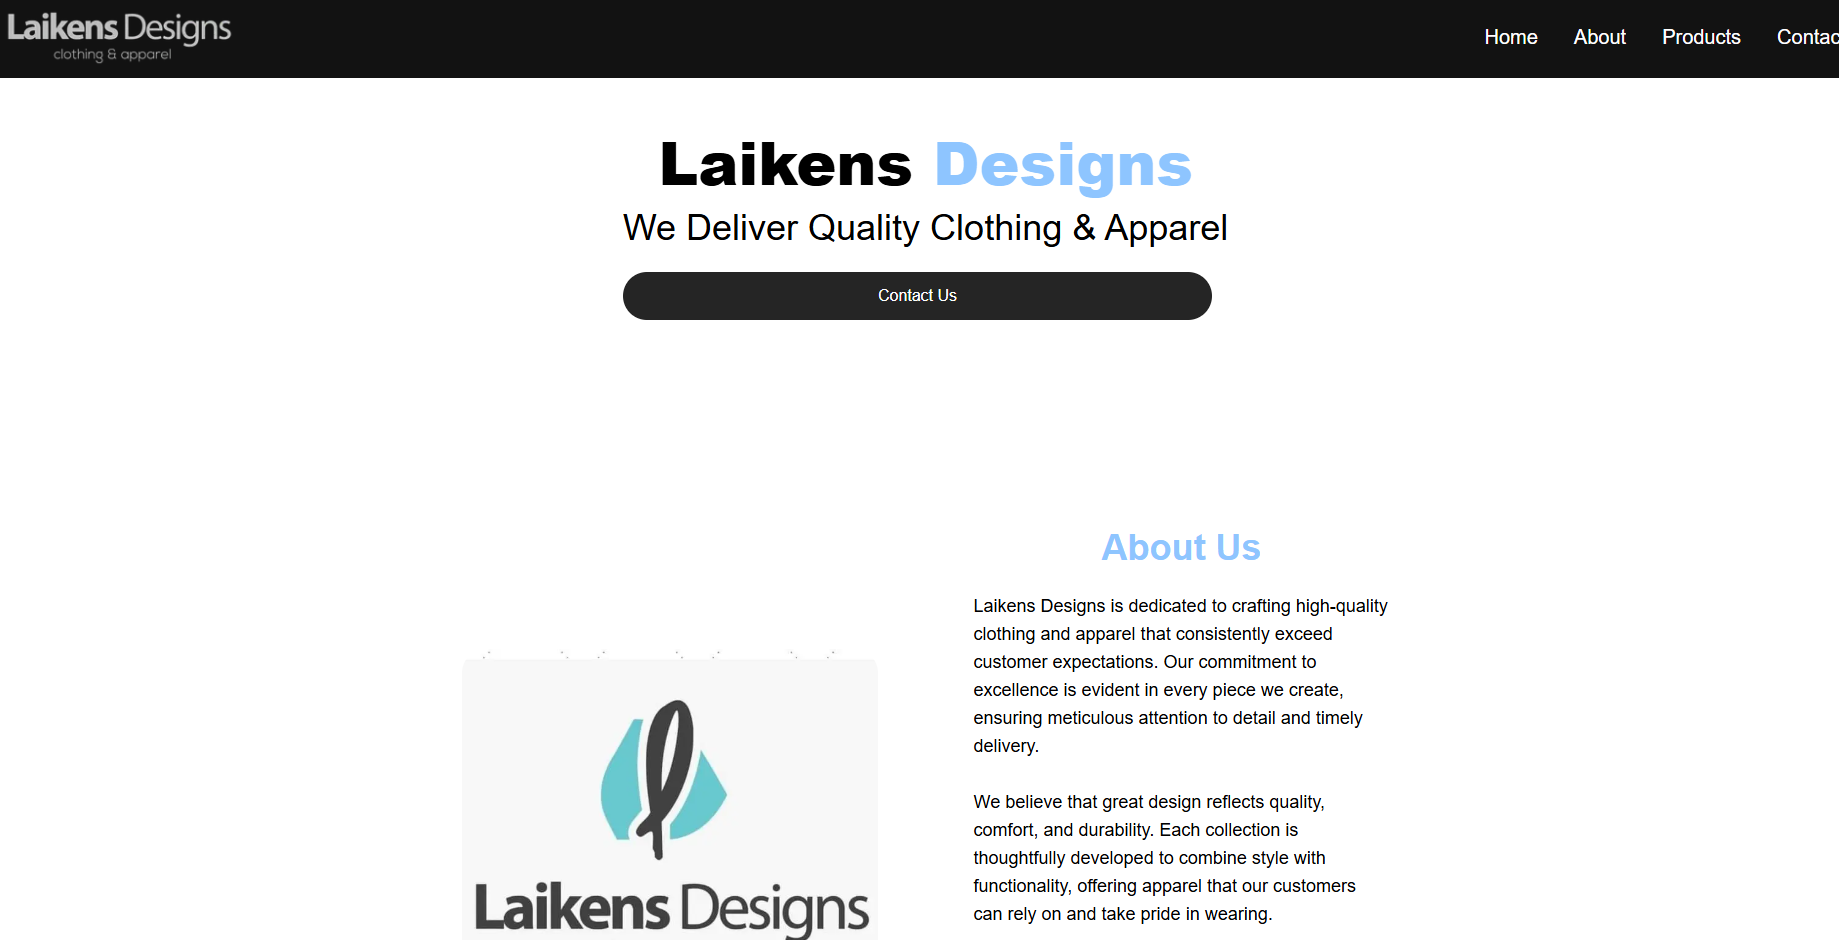 Laikens Designs
clothing & apparel
Home About Products Contac
Laikens Designs
We Deliver Quality Clothing & Apparel
Contact Us
About Us
Laikens Designs is dedicated to crafting high-quality
clothing and apparel that consistently exceed
customer expectations. Our commitment to
excellence is evident in every piece we create,
ensuring meticulous attention to detail and timely
delivery.
We believe that great design reflects quality,
comfort, and durability. Each collection is
thoughtfully developed to combine style with
functionality, offering apparel that our customers
can rely on and take pride in wearing.
Laikens Designs